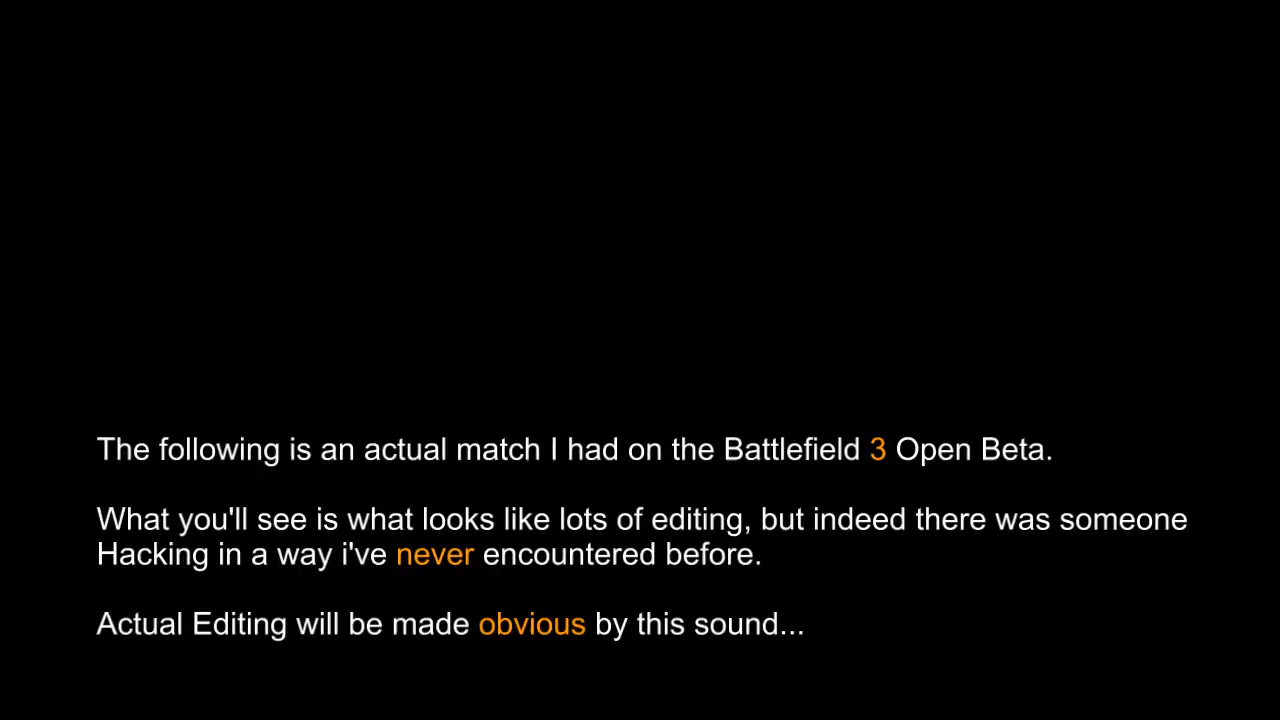 The following is an actual match I had on the Battlefield 3 Open Beta.
What you'll see is what looks like lots of editing, but indeed there was someone
Hacking in a way i've never encountered before.
Actual Editing will be made obvious by this sound...